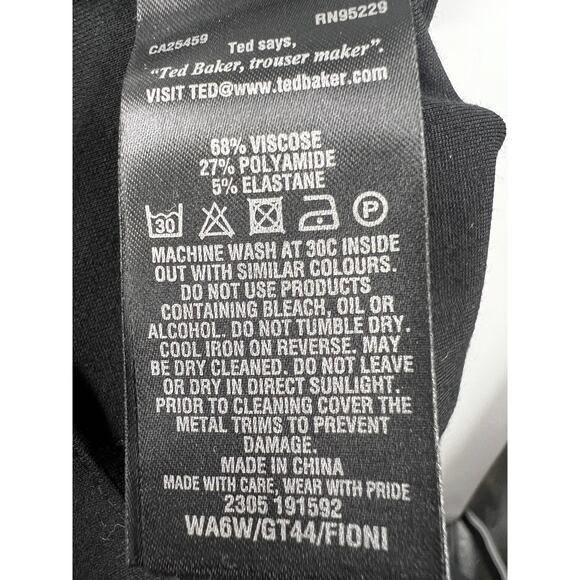 CA25459 RN95229
Ted says,
"Ted Baker, trouser maker".
VISIT TED@www.tedbaker.com
68% VISCOSE
27% POLYAMIDE
5% ELASTANE
30 P
MACHINE WASH AT 30C INSIDE
OUT WITH SIMILAR COLOURS.
DO NOT USE PRODUCTS
CONTAINING BLEACH, OIL OR
ALCOHOL. DO NOT TUMBLE DRY.
COOL IRON ON REVERSE. MAY
BE DRY CLEANED. DO NOT LEAVE
OR DRY IN DIRECT SUNLIGHT.
PRIOR TO CLEANING COVER THE
METAL TRIMS TO PREVENT
DAMAGE.
MADE IN CHINA
MADE WITH CARE, WEAR WITH PRIDE
2305 191592
WA6W/GT44/FIONI